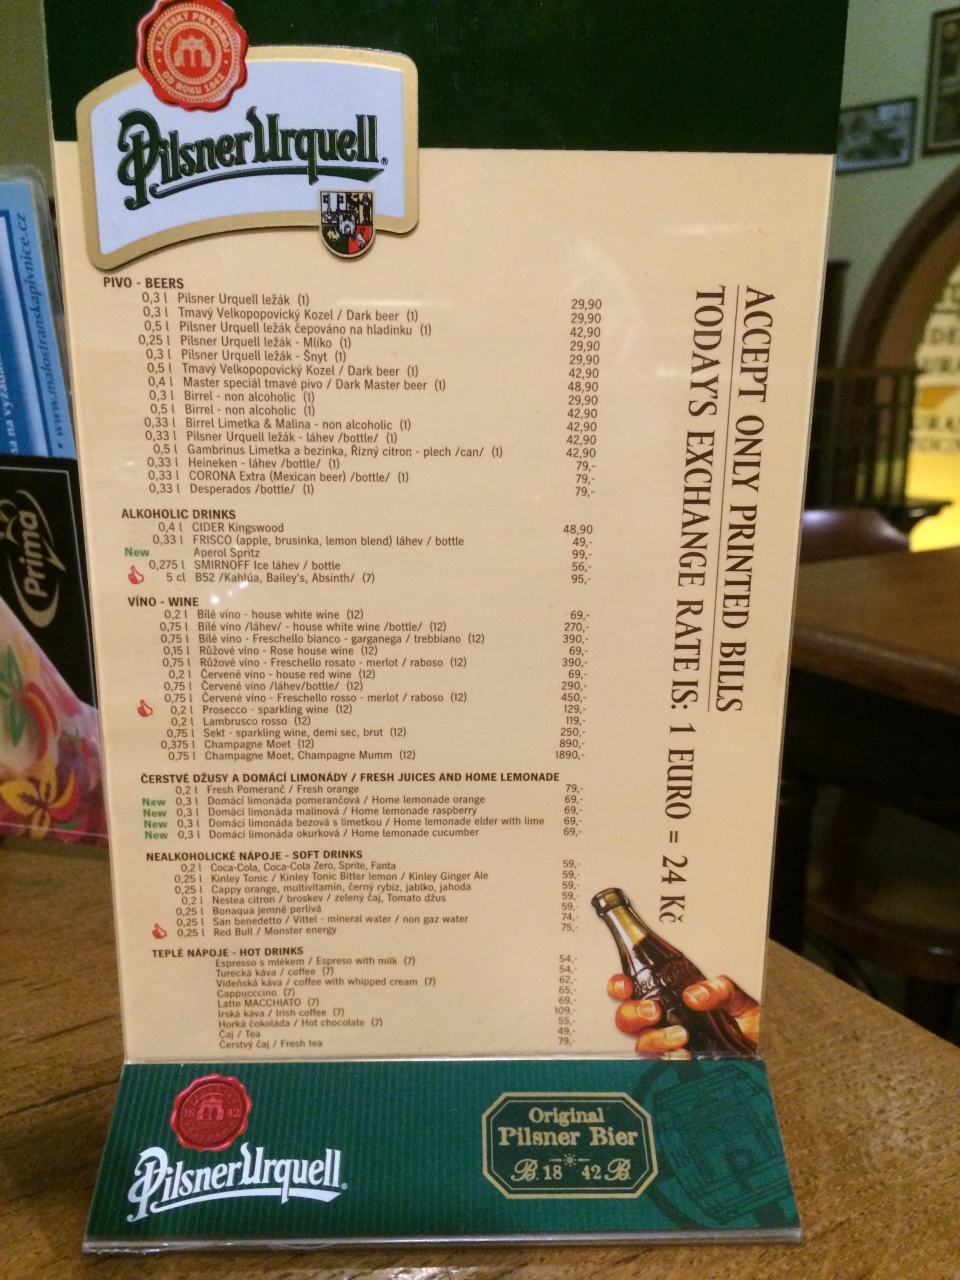 PLZEŇSKÝ PRAZDROJ
OD ROKU 1842
Pilsner Urquell®
PIVO - BEERS
0,3 l Pilsner Urquell ležák (1) 29,90
0,3 l Tmavý Velkopopovický Kozel / Dark beer (1) 29,90
0,5 l Pilsner Urquell ležák čepováno na hladinku (1) 42,90
0,25 l Pilsner Urquell ležák - Mlíko (1) 29,90
0,3 l Pilsner Urquell ležák - Šnyt (1) 29,90
0,5 l Tmavý Velkopopovický Kozel / Dark beer (1) 42,90
0,4 l Master speciál tmavé pivo / Dark Master beer (1) 48,90
0,3 l Birrel - non alcoholic (1) 29,90
0,5 l Birrel - non alcoholic (1) 42,90
0,33 l Birrel Limetka & Malina - non alcoholic (1) 42,90
0,33 l Pilsner Urquell ležák - láhev /bottle/ (1) 42,90
0,5 l Gambrinus Limetka a bezinka, Řízný citron - plech /can/ (1) 42,90
0,33 l Heineken - láhev /bottle/ (1) 79,-
0,33 l CORONA Extra (Mexican beer) /bottle/ (1) 79,-
0,33 l Desperados /bottle/ (1) 79,-
ALKOHOLIC DRINKS
0,4 l CIDER Kingswood 48,90
0,33 l FRISCO (apple, brusinka, lemon blend) láhev / bottle 49,-
New Aperol Spritz 99,-
0,275 l SMIRNOFF Ice láhev / bottle 56,-
5 cl B52 /Kahlúa, Bailey's, Absinth/ (7) 95,-
VÍNO - WINE
0,2 l Bílé víno - house white wine (12) 69,-
0,75 l Bílé víno /láhev/ - house white wine /bottle/ (12) 270,-
0,75 l Bílé víno - Freschello bianco - garganega / trebbiano (12) 390,-
0,15 l Růžové víno - Rose house wine (12) 69,-
0,75 l Růžové víno - Freschello rosato - merlot / raboso (12) 390,-
0,2 l Červené víno - house red wine (12) 69,-
0,75 l Červené víno /láhev/bottle/ (12) 290,-
0,75 l Červené víno - Freschello rosso - merlot / raboso (12) 450,-
0,2 l Prosecco - sparkling wine (12) 129,-
0,2 l Lambrusco rosso (12) 119,-
0,75 l Sekt - sparkling wine, demi sec, brut (12) 250,-
0,375 l Champagne Moet (12) 890,-
0,75 l Champagne Moet, Champagne Mumm (12) 1890,-
ČERSTVÉ DŽUSY A DOMÁCÍ LIMONÁDY / FRESH JUICES AND HOME LEMONADE
0,2 l Fresh Pomeranč / Fresh orange 79,-
New 0,3 l Domácí limonáda pomerančová / Home lemonade orange 69,-
New 0,3 l Domácí limonáda malinová / Home lemonade raspberry 69,-
New 0,3 l Domácí limonáda bezová s limetkou / Home lemonade elder with lime 69,-
New 0,3 l Domácí limonáda okurková / Home lemonade cucumber 69,-
NEALKOHOLICKÉ NÁPOJE - SOFT DRINKS
0,2 l Coca-Cola, Coca-Cola Zero, Sprite, Fanta 59,-
0,25 l Kinley Tonic / Kinley Tonic Bitter lemon / Kinley Ginger Ale 59,-
0,25 l Cappy orange, multivitamin, černý rybíz, jablko, jahoda 59,-
0,2 l Nestea citron / broskev / zelený čaj, Tomato džus 59,-
0,25 l Bonaqua jemně perlivá 59,-
0,25 l San benedetto / Vittel - mineral water / non gaz water 74,-
0,25 l Red Bull / Monster energy 75,-
TEPLÉ NÁPOJE - HOT DRINKS
Espresso s mlékem / Espreso with milk (7) 54,-
Turecká káva / coffee (7) 54,-
Vídeňská káva / coffee with whipped cream (7) 62,-
Cappucccino (7) 65,-
Latte MACCHIATO (7) 69,-
Irská káva / Irish coffee (7) 109,-
Horká čokoláda / Hot chocolate (7) 55,-
Čaj / Tea 49,-
Čerstvý čaj / Fresh tea 79,-
ACCEPT ONLY PRINTED BILLS
TODAY'S EXCHANGE RATE IS: 1 EURO = 24 Kč
www.malostranskapivnice.cz
Prima
18 42
Pilsner Urquell®
Original
Pilsner Bier
B. 18 42 B.